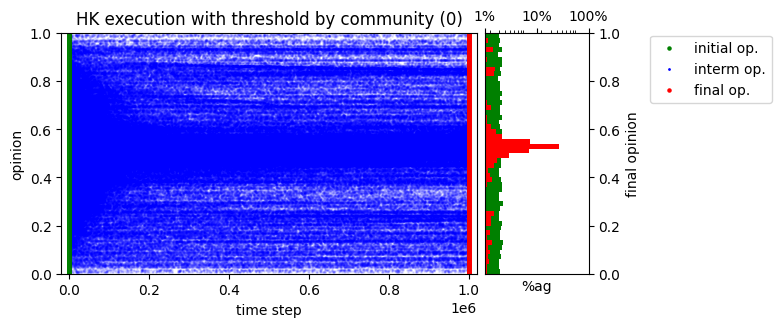 HK execution with threshold by community (0)
1% 10% 100%
1.0 1.0
0.8 0.8
0.6 0.6
0.4 0.4
0.2 0.2
0.0 0.0
opinion
final opinion
0.0 0.2 0.4 0.6 0.8 1.0
1e6
time step
%ag
initial op.
interm op.
final op.